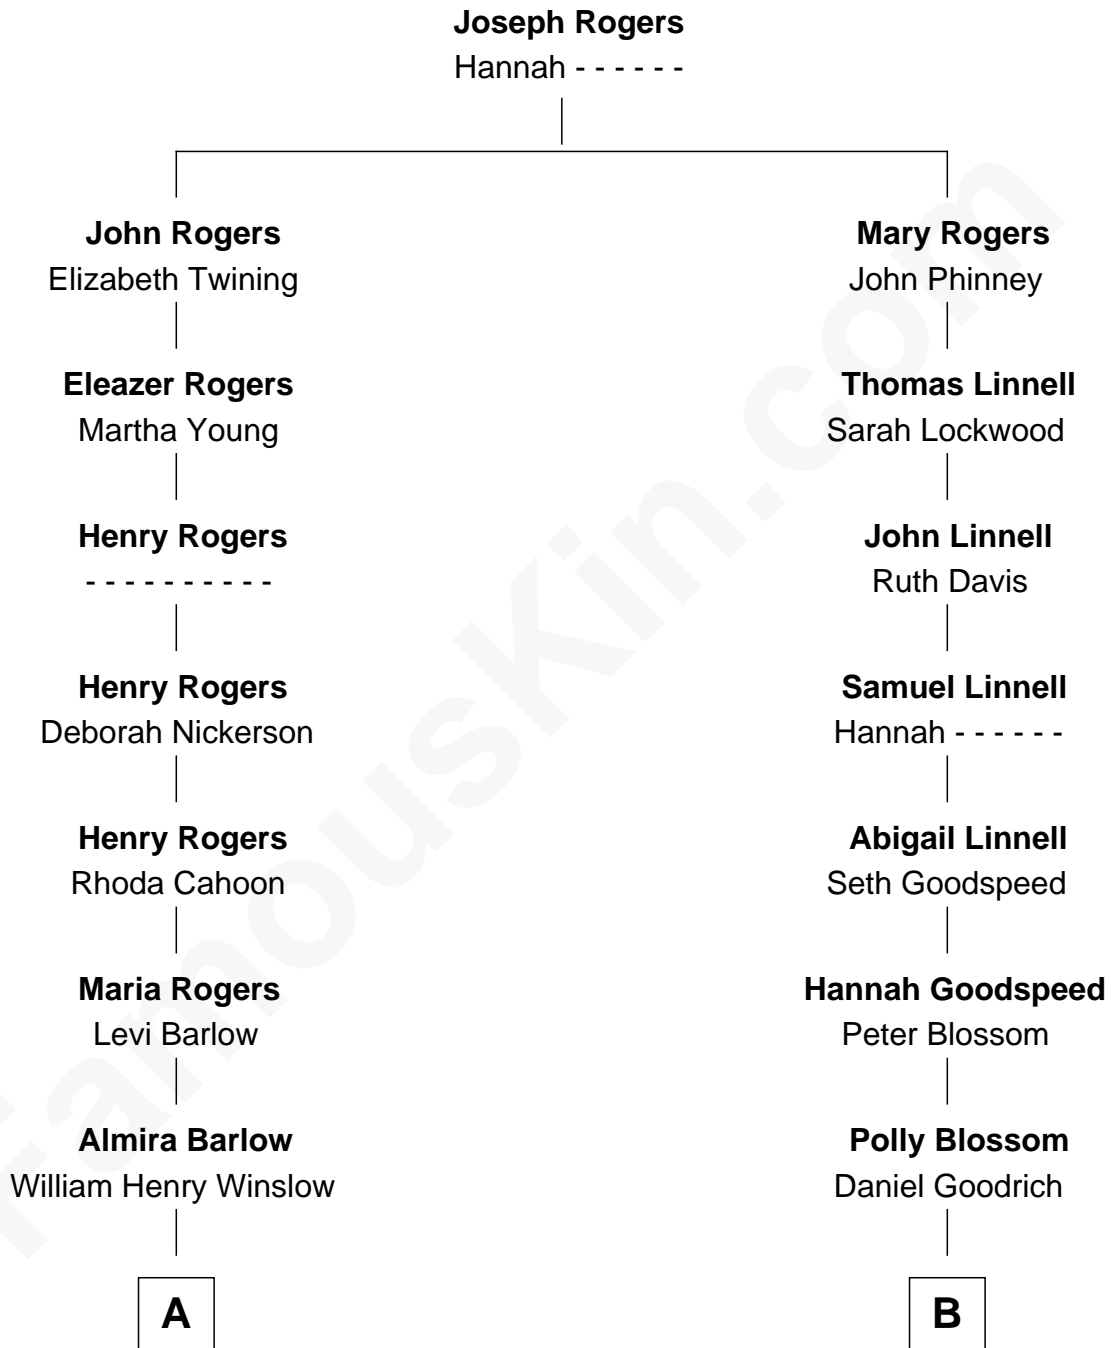 Joseph Rogers
Hannah - - - - - -
John Rogers
Elizabeth Twining
Mary Rogers
John Phinney
Eleazer Rogers
Martha Young
Thomas Linnell
Sarah Lockwood
Henry Rogers
- - - - - - - - - -
John Linnell
Ruth Davis
Henry Rogers
Deborah Nickerson
Samuel Linnell
Hannah - - - - - -
Henry Rogers
Rhoda Cahoon
Abigail Linnell
Seth Goodspeed
Maria Rogers
Levi Barlow
Hannah Goodspeed
Peter Blossom
Almira Barlow
William Henry Winslow
Polly Blossom
Daniel Goodrich
A
B
FamousKin.com